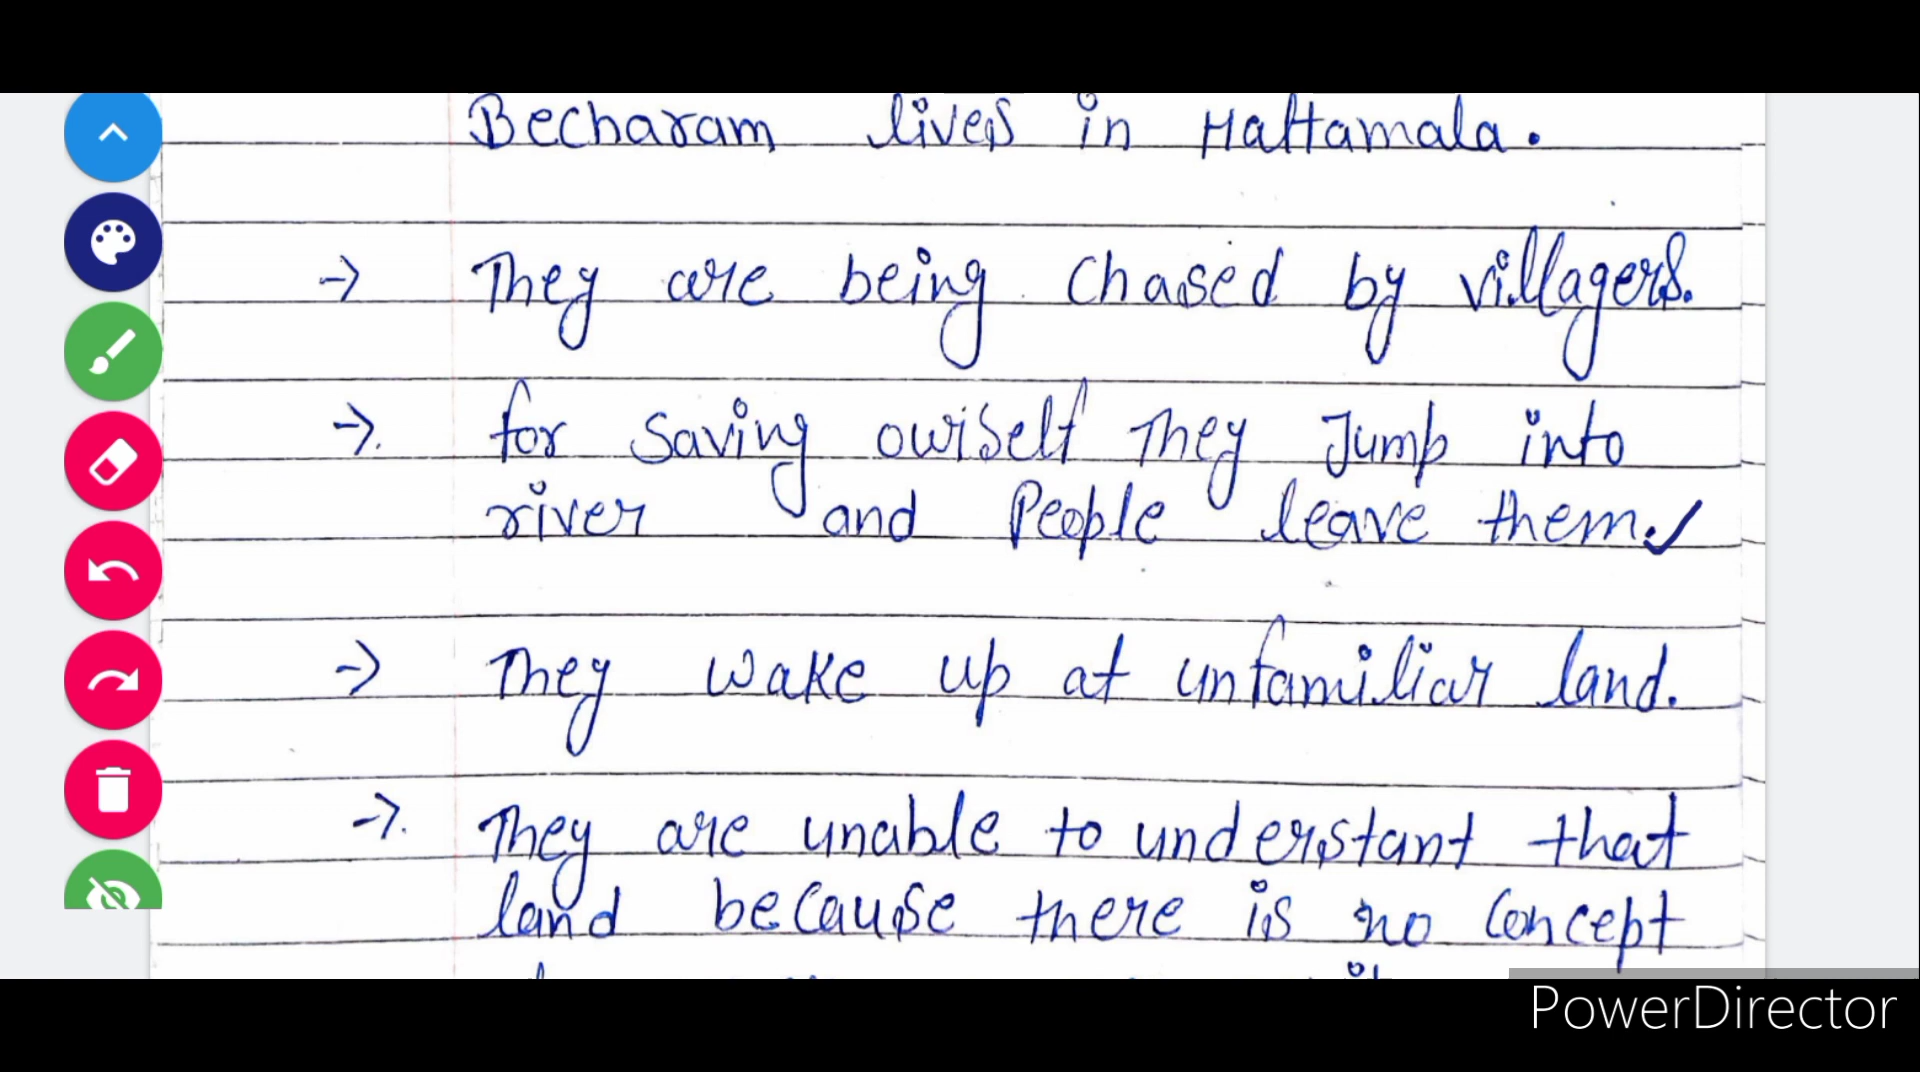 Becharam lives in Hattamala.
→ They are being Chased by villagers.
→. for saving ourself They Jump into
river and People leave them.
→ They wake up at unfamiliar land.
→. They are unable to understant that
land because there is no Concept
PowerDirector